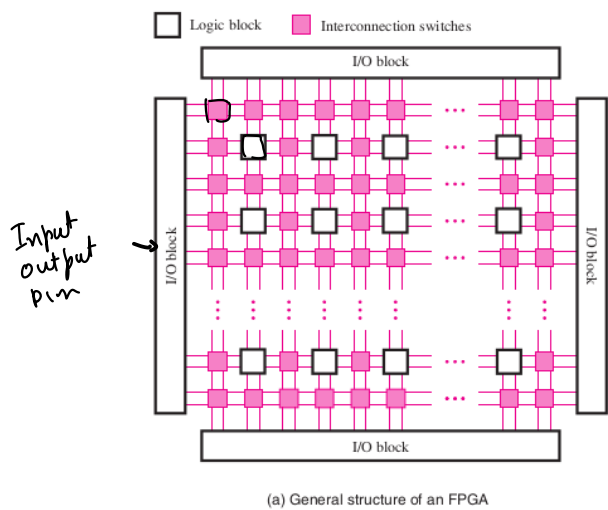 Logic block
Interconnection switches
I/O block
I/O block
I/O block
Input
output
pin
I/O block
(a) General structure of an FPGA